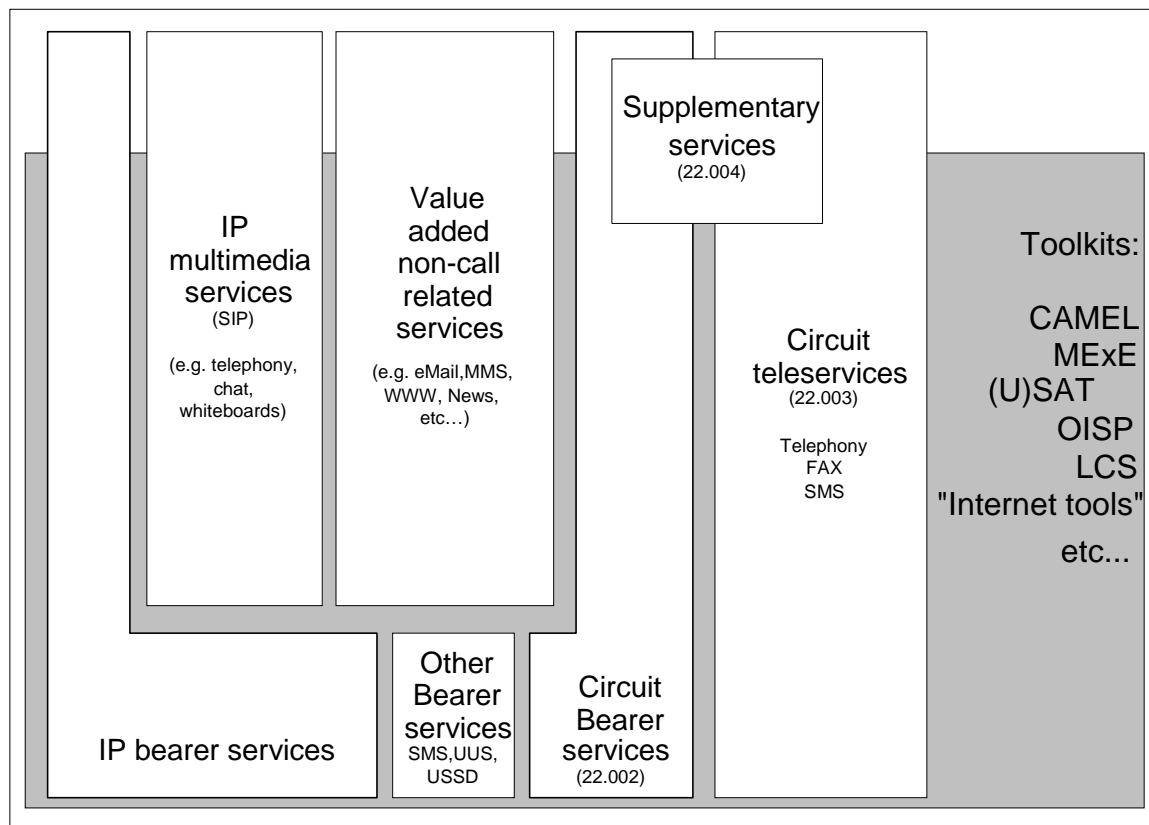 Supplementary
services
(22.004)
IP
multimedia
services
(SIP)
(e.g. telephony,
chat,
whiteboards)
Value
added
non-call
related
services
(e.g. eMail,MMS,
WWW, News,
etc…)
Circuit
teleservices
(22.003)
Telephony
FAX
SMS
Toolkits:
CAMEL
MExE
(U)SAT
OISP
LCS
"Internet tools"
etc...
IP bearer services
Other
Bearer
services
SMS,UUS,
USSD
Circuit
Bearer
services
(22.002)